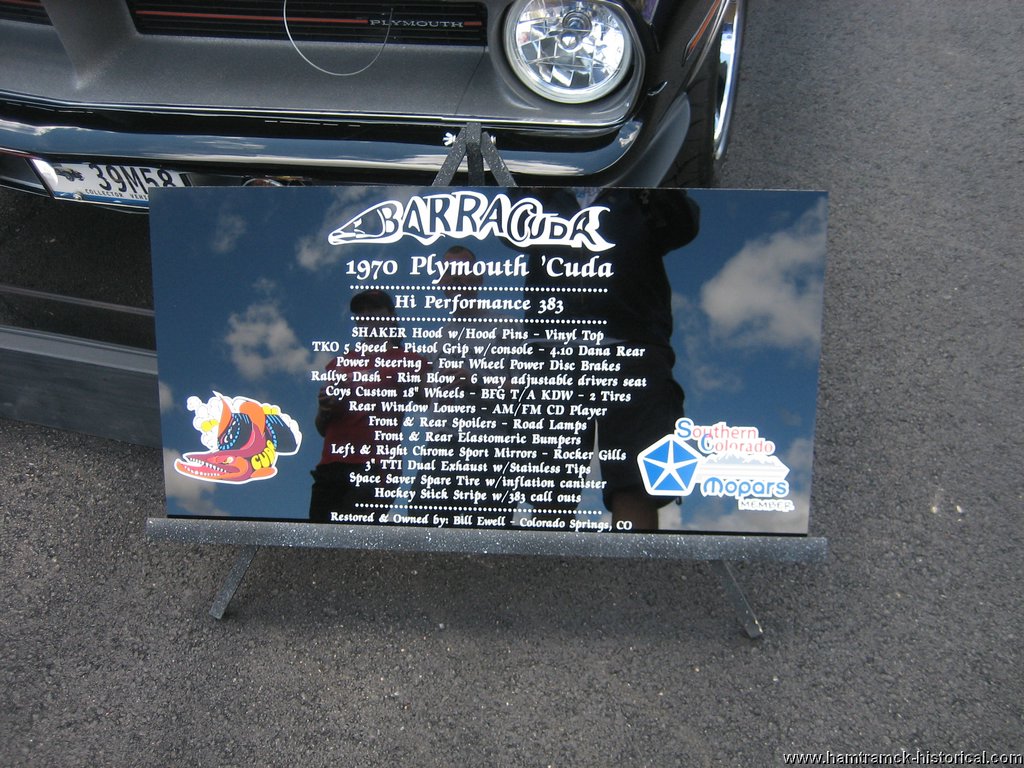 PLYMOUTH
39M58
COLLECTOR
BARRACUDA
1970 Plymouth 'Cuda
Hi Performance 383
SHAKER Hood w/Hood Pins - Vinyl Top
TKO 5 Speed - Pistol Grip w/console - 4.10 Dana Rear
Power Steering - Four Wheel Power Disc Brakes
Rallye Dash - Rim Blow - 6 way adjustable drivers seat
Coys Custom 18" Wheels - BFG T/A KDW - 2 Tires
Rear Window Louvers - AM/FM CD Player
Front & Rear Spoilers - Road Lamps
Front & Rear Elastomeric Bumpers
Left & Right Chrome Sport Mirrors - Rocker Gills
3" TTI Dual Exhaust w/Stainless Tips
Space Saver Spare Tire w/inflation canister
Hockey Stick Stripe w/383 call outs
Restored & Owned by: Bill Ewell - Colorado Springs, CO
'CUDA
Southern
Colorado
Mopars
MEMBER
www.hamtramck-historical.com